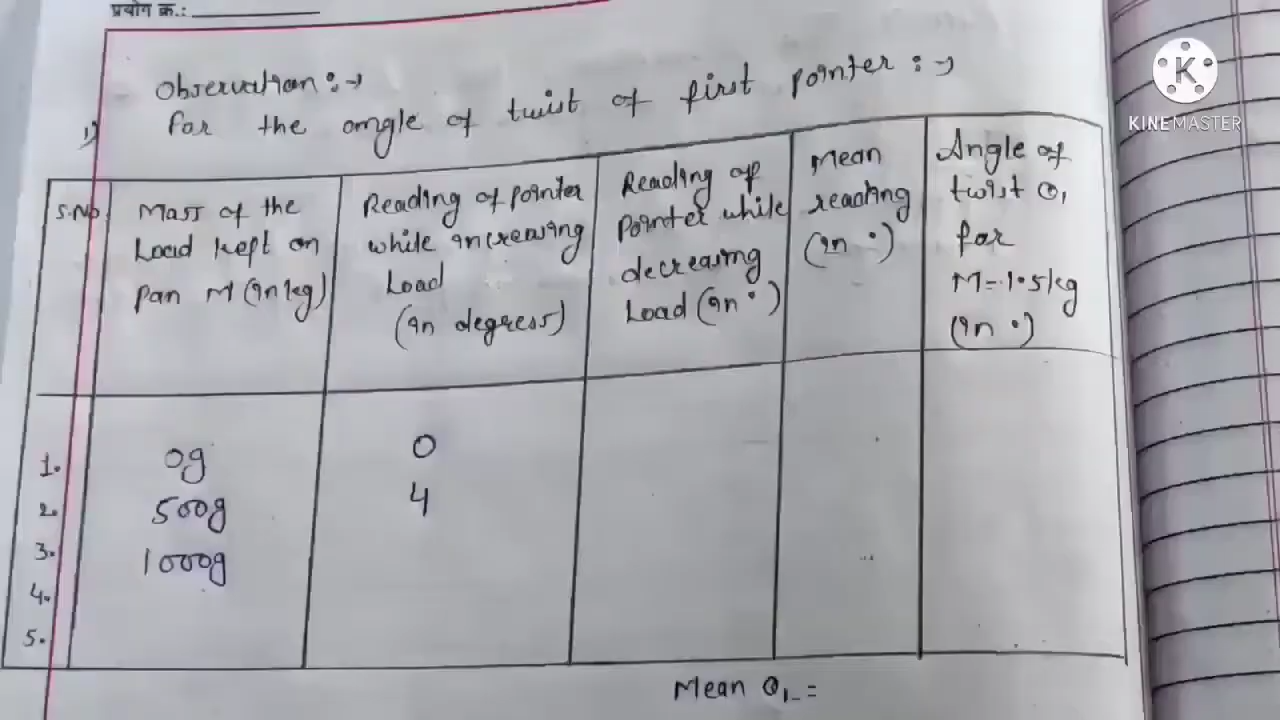 प्रयोग क्र.:
Observation :→
1) for the angle of twist of first pointer :→
S.No
Mass of the
Load kept on
Pan M (in kg)
Reading of pointer
while increasing
Load
(in degress)
Reading of
Pointer while
decreasing
Load (in °)
Mean
reading
(in °)
Angle of
twist θ₁
for
M=1.5kg
(in °)
1. 0g 0
2. 500g 4
3. 1000g
4.
5.
Mean θ₁ =
K
KINEMASTER